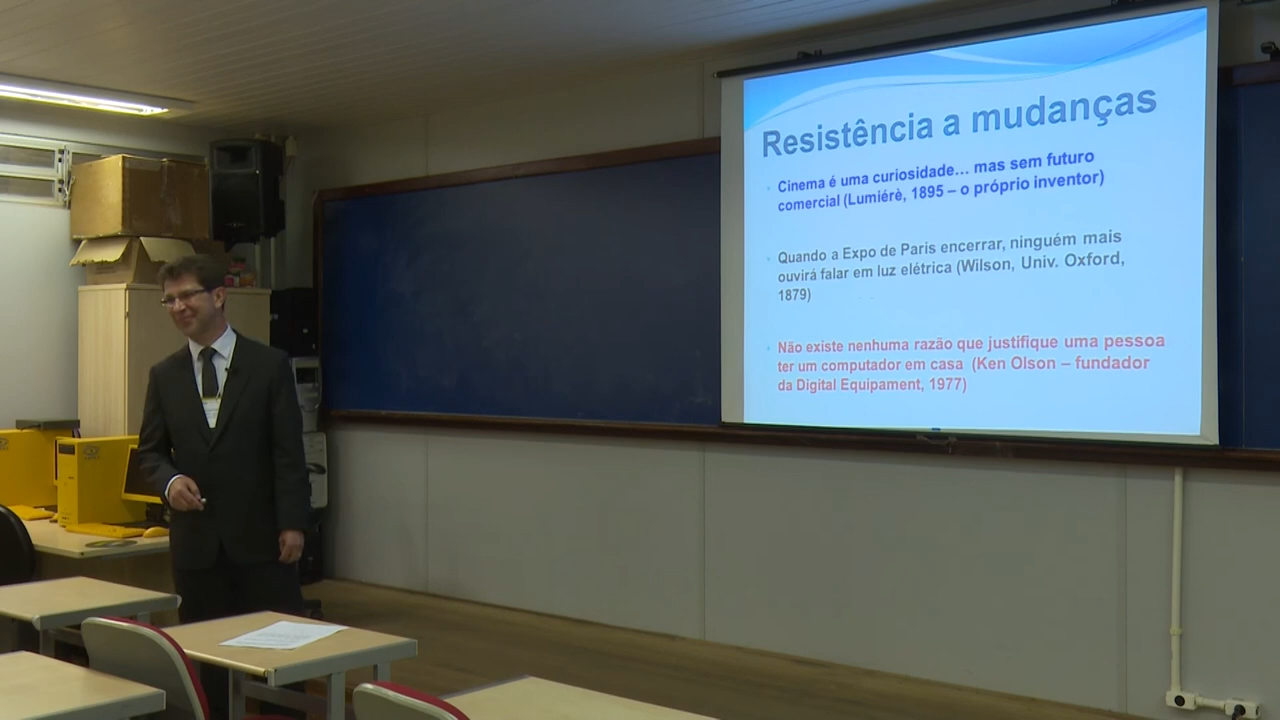 Resistência a mudanças
Cinema é uma curiosidade... mas sem futuro
comercial (Lumiérè, 1895 – o próprio inventor)
Quando a Expo de Paris encerrar, ninguém mais
ouvirá falar em luz elétrica (Wilson, Univ. Oxford,
1879)
Não existe nenhuma razão que justifique uma pessoa
ter um computador em casa (Ken Olson – fundador
da Digital Equipament, 1977)